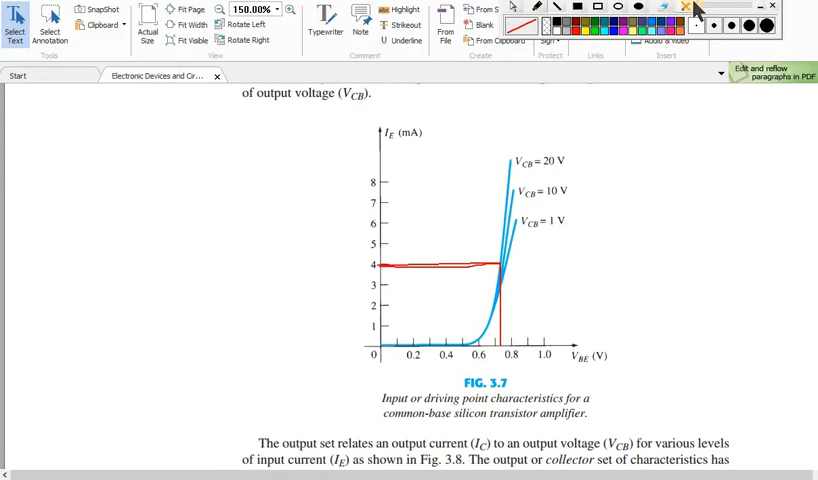 SnapShot
Clipboard
Select
Text
Select
Annotation
Tools
Actual
Size
Fit Page
Fit Width
Fit Visible
150.00%
Rotate Left
Rotate Right
View
Typewriter
Note
Highlight
Strikeout
Underline
Comment
From
File
From S
Blank
From Clipboa
Create
Protect
Links
Audio & Video
Insert
Start
Electronic Devices and Cir...
Edit and reflow
paragraphs in PDF
of output voltage (VCB).
IE (mA)
VCB = 20 V
VCB = 10 V
VCB = 1 V
8
7
6
5
4
3
2
1
0 0.2 0.4 0.6 0.8 1.0 VBE (V)
FIG. 3.7
Input or driving point characteristics for a
common-base silicon transistor amplifier.
The output set relates an output current (IC) to an output voltage (VCB) for various levels
of input current (IE) as shown in Fig. 3.8. The output or collector set of characteristics has